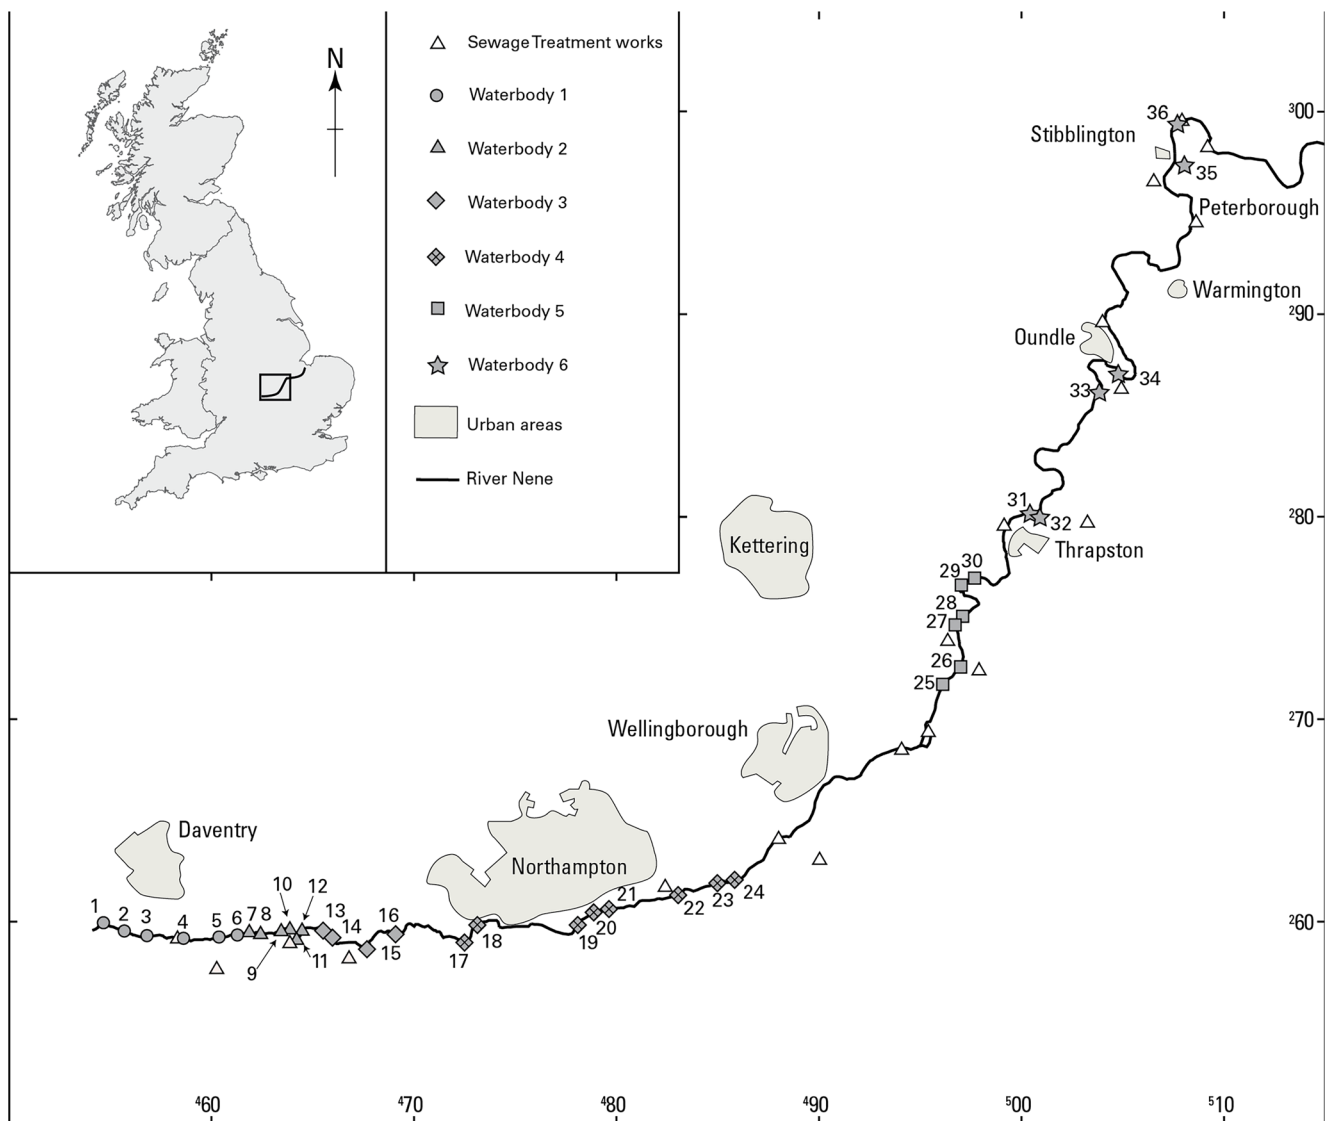 N
Sewage Treatment works
Waterbody 1
Waterbody 2
Waterbody 3
Waterbody 4
Waterbody 5
Waterbody 6
Urban areas
River Nene
36
Stibblington
³00
35
Peterborough
Warmington
290
Oundle
34
33
31
32
280
Thrapston
Kettering
29 30
28
27
26
25
Wellingborough
²70
Daventry
Northampton
10 12
1 2 3 4 5 6 7 8 13 14 16
9 11 15 17 18 19 20 21 22 23 24
260
⁴60 ⁴70 ⁴80 ⁴90 ⁵00 ⁵10